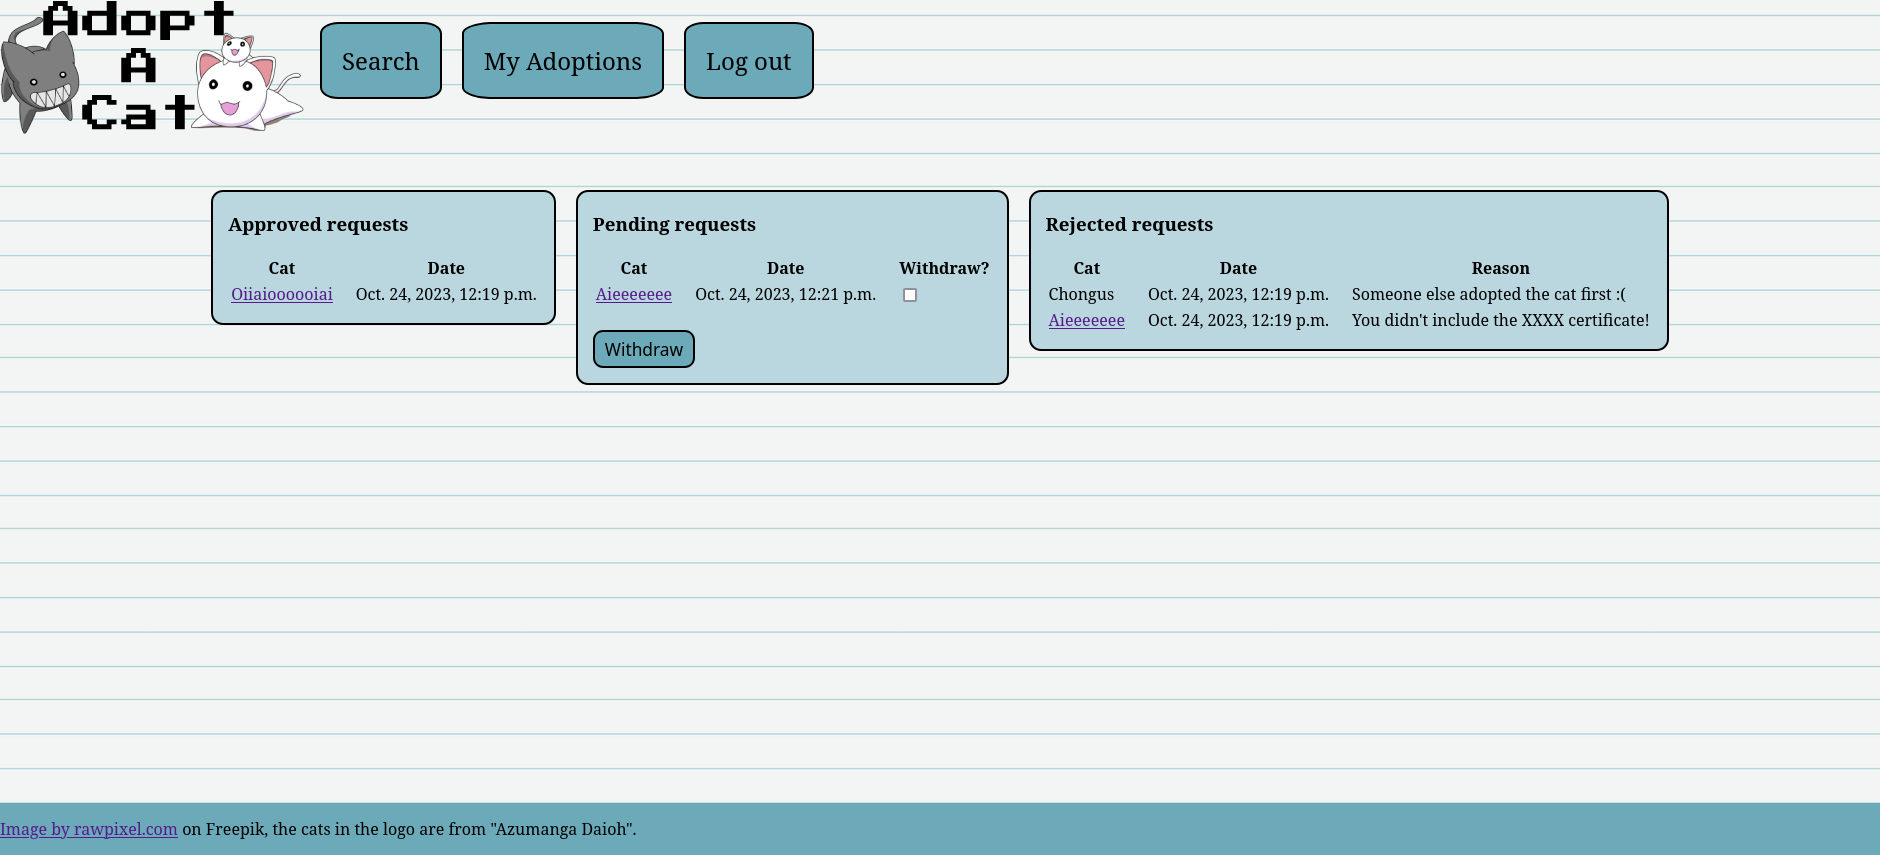 Adopt
A
Cat
Search
My Adoptions
Log out
Approved requests
Cat Date
Oiiaioooooiai Oct. 24, 2023, 12:19 p.m.
Pending requests
Cat Date Withdraw?
Aieeeeeee Oct. 24, 2023, 12:21 p.m.
Withdraw
Rejected requests
Cat Date Reason
Chongus Oct. 24, 2023, 12:19 p.m. Someone else adopted the cat first :(
Aieeeeeee Oct. 24, 2023, 12:19 p.m. You didn't include the XXXX certificate!
Image by rawpixel.com on Freepik, the cats in the logo are from "Azumanga Daioh".